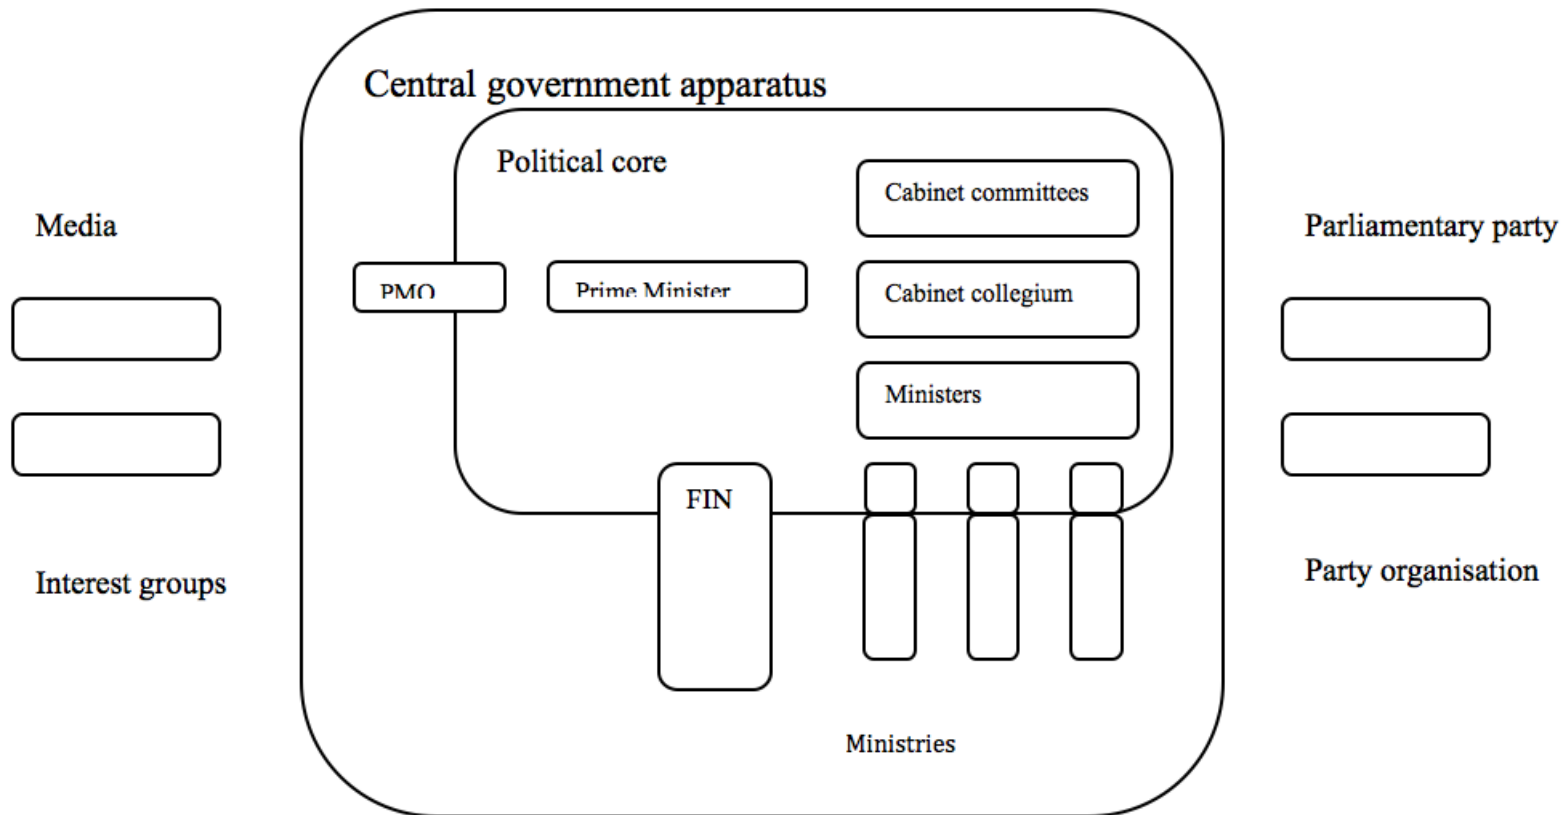 Central government apparatus
Political core
Cabinet committees
Media
Parliamentary party
PMO
Prime Minister
Cabinet collegium
Ministers
FIN
Interest groups
Party organisation
Ministries